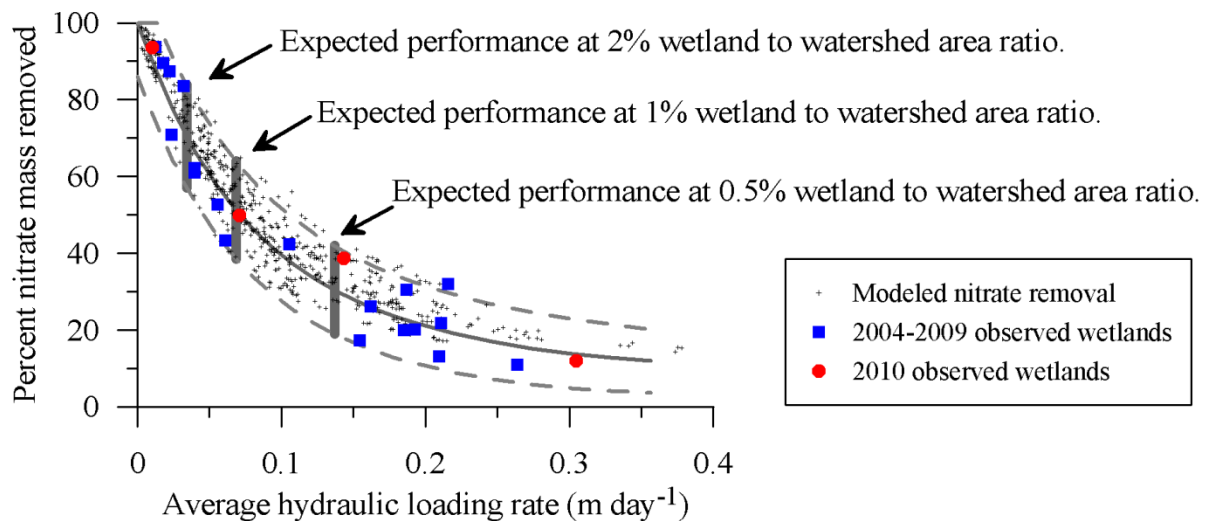 Percent nitrate mass removed
100
80
60
40
20
0
Expected performance at 2% wetland to watershed area ratio.
Expected performance at 1% wetland to watershed area ratio.
Expected performance at 0.5% wetland to watershed area ratio.
Modeled nitrate removal
2004-2009 observed wetlands
2010 observed wetlands
0 0.1 0.2 0.3 0.4
Average hydraulic loading rate (m day⁻¹)